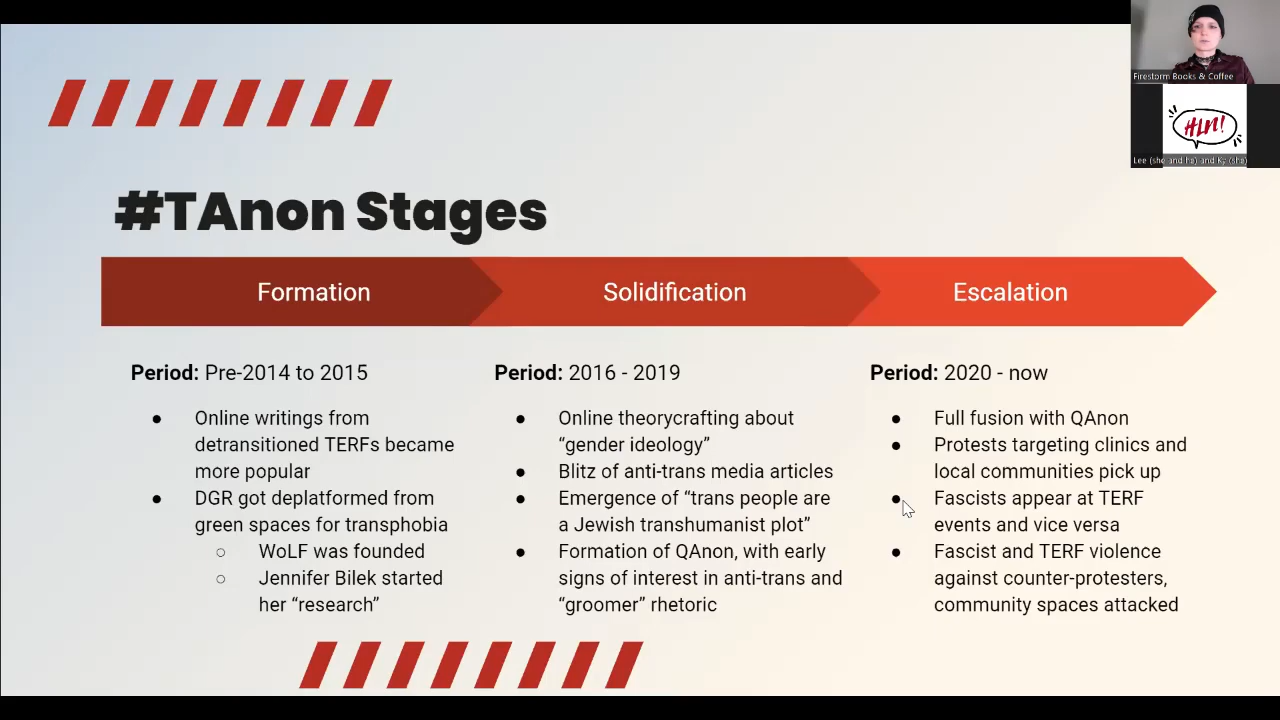 Firestorm Books & Coffee
HLN!
Lee (she and he) and Ky (she)
#TAnon Stages
Formation
Solidification
Escalation
Period: Pre-2014 to 2015
● Online writings from
detransitioned TERFs became
more popular
● DGR got deplatformed from
green spaces for transphobia
○ WoLF was founded
○ Jennifer Bilek started
her “research”
Period: 2016 - 2019
● Online theorycrafting about
“gender ideology”
● Blitz of anti-trans media articles
● Emergence of “trans people are
a Jewish transhumanist plot”
● Formation of QAnon, with early
signs of interest in anti-trans and
“groomer” rhetoric
Period: 2020 - now
● Full fusion with QAnon
● Protests targeting clinics and
local communities pick up
● Fascists appear at TERF
events and vice versa
● Fascist and TERF violence
against counter-protesters,
community spaces attacked